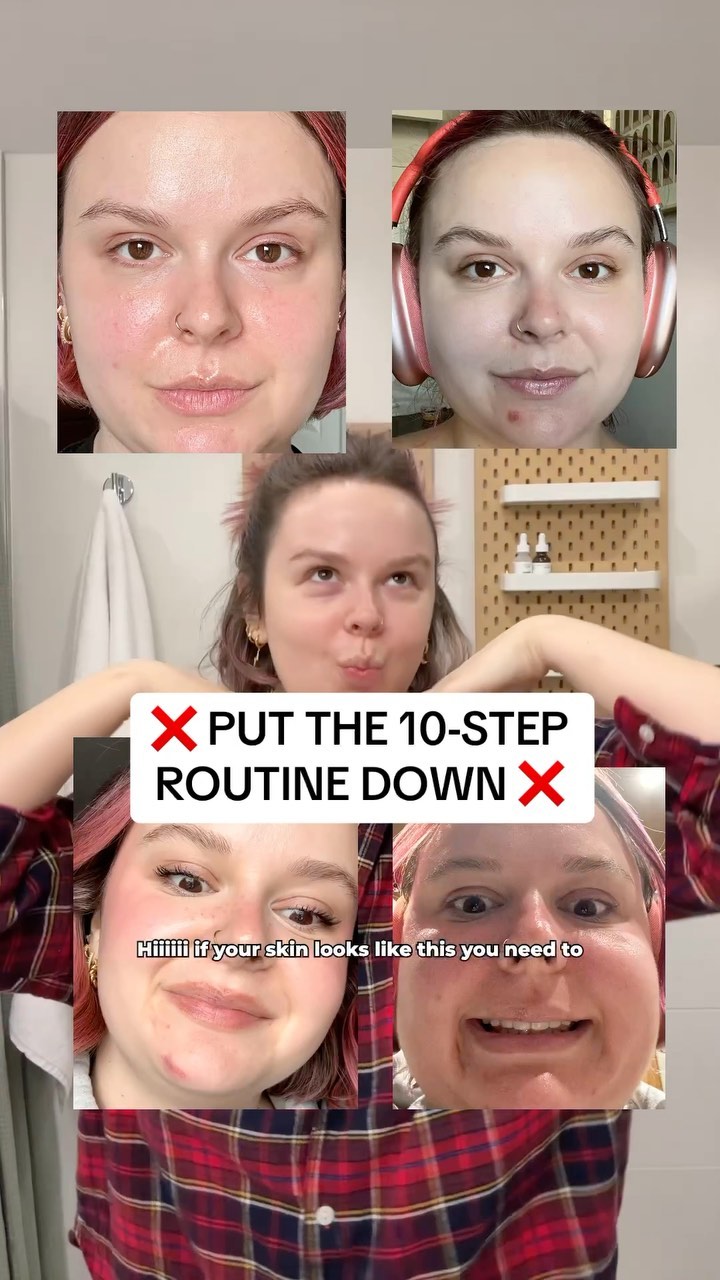 ❌ PUT THE 10-STEP
ROUTINE DOWN ❌
Hiiiiii if your skin looks like this you need to